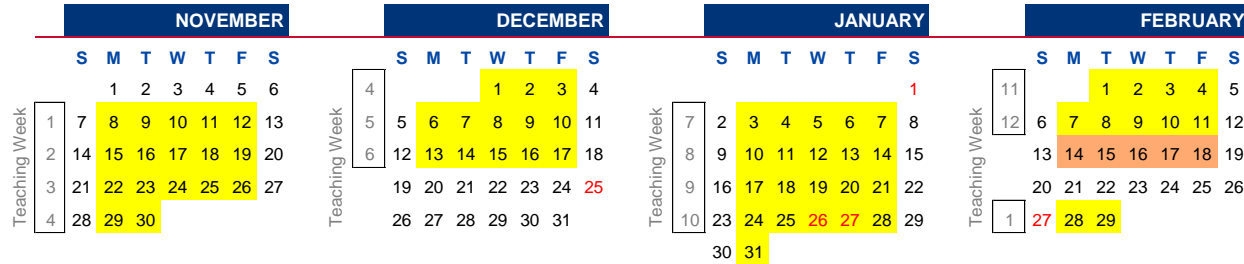 NOVEMBER DECEMBER JANUARY FEBRUARY
S M T W T F S S M T W T F S S M T W T F S S M T W T F S
1 2 3 4 5 6 4 1 2 3 4 1 11 1 2 3 4 5
1 7 8 9 10 11 12 13 5 5 6 7 8 9 10 11 7 2 3 4 5 6 7 8 12 6 7 8 9 10 11 12
2 14 15 16 17 18 19 20 6 12 13 14 15 16 17 18 8 9 10 11 12 13 14 15 13 14 15 16 17 18 19
3 21 22 23 24 25 26 27 19 20 21 22 23 24 25 9 16 17 18 19 20 21 22 20 21 22 23 24 25 26
4 28 29 30 26 27 28 29 30 31 10 23 24 25 26 27 28 29 1 27 28 29
30 31
Teaching Week
Teaching Week
Teaching Week
Teaching Week